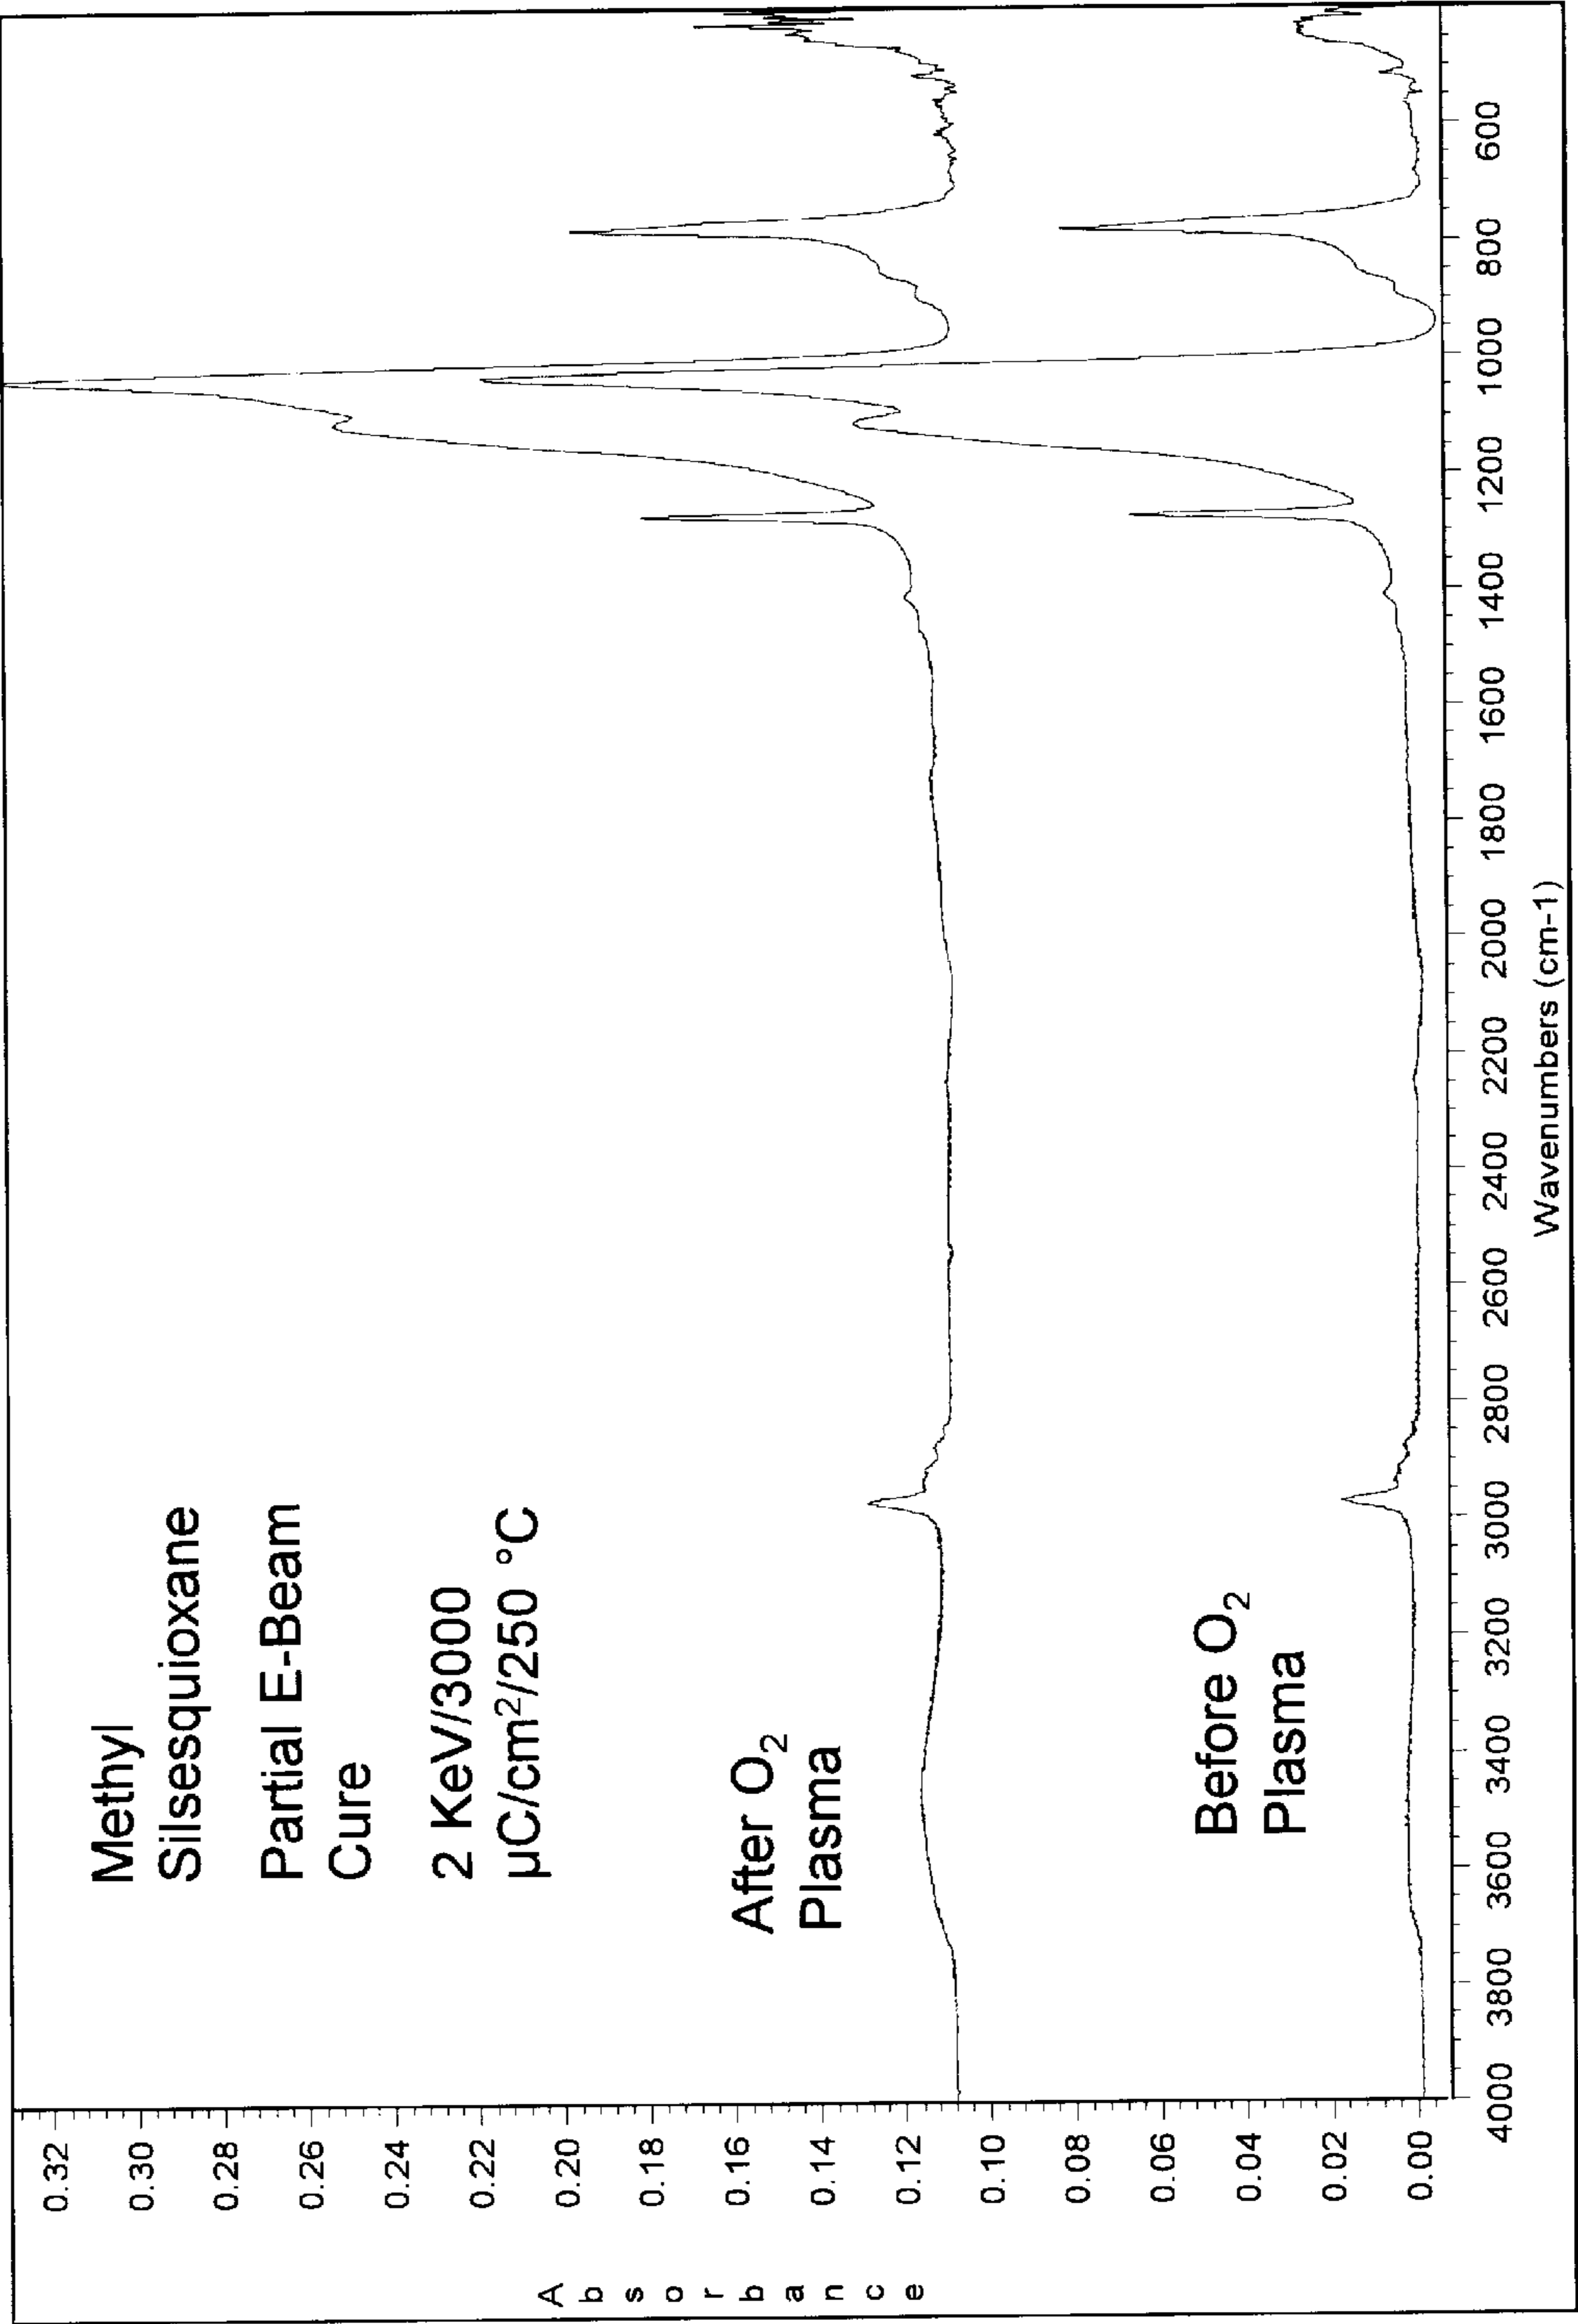 Methyl
Silsesquioxane
Partial E-Beam
Cure
2 KeV/3000
µC/cm²/250 °C
After O₂
Plasma
Before O₂
Plasma
Absorbance
0.32
0.30
0.28
0.26
0.24
0.22
0.20
0.18
0.16
0.14
0.12
0.10
0.08
0.06
0.04
0.02
0.00
4000 3800 3600 3400 3200 3000 2800 2600 2400 2200 2000 1800 1600 1400 1200 1000 800 600
Wavenumbers (cm-1)